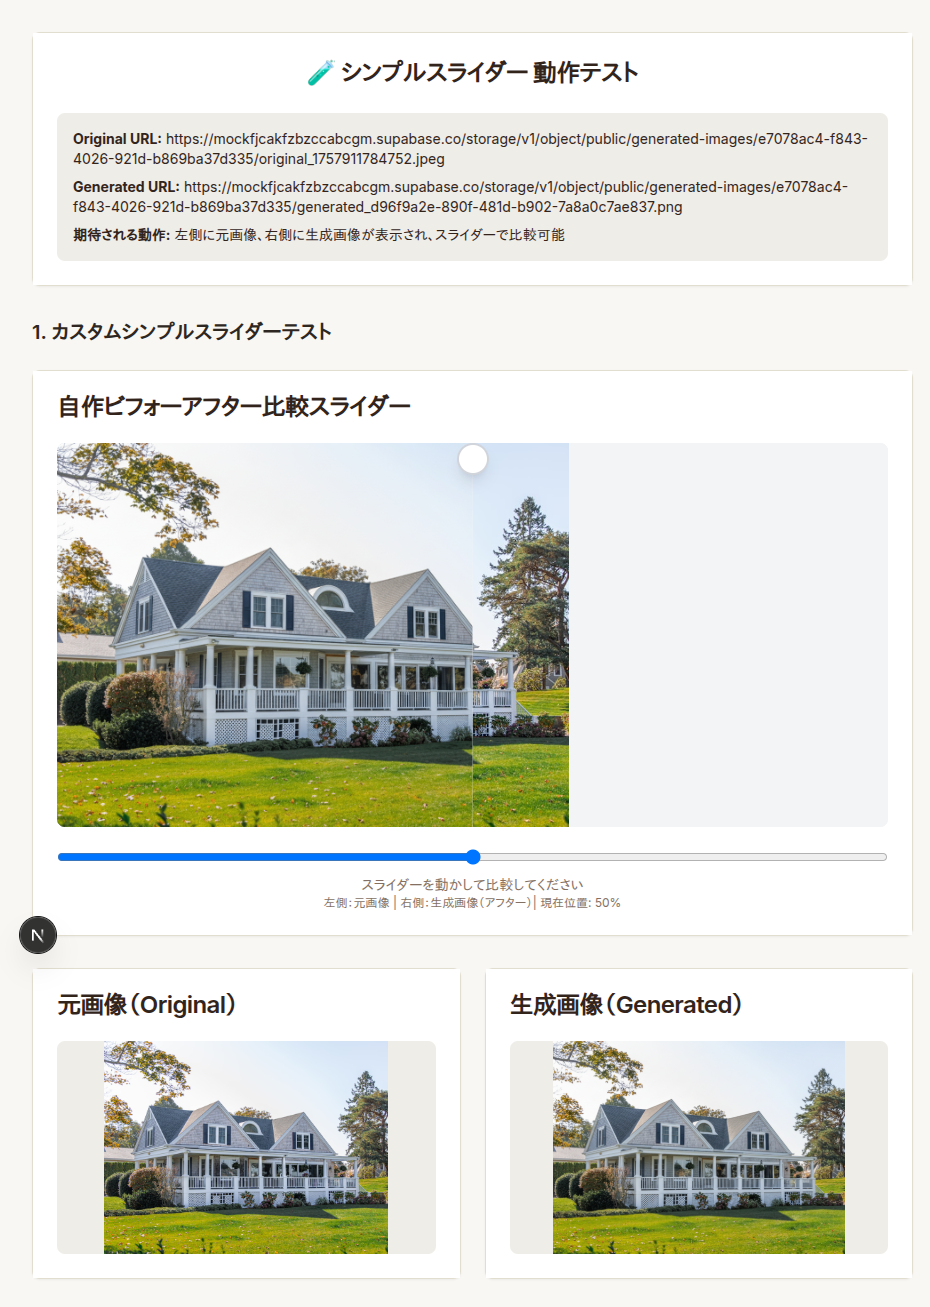 🧪 シンプルスライダー 動作テスト
Original URL: https://mockfjcakfzbzccabcgm.supabase.co/storage/v1/object/public/generated-images/e7078ac4-f843-
4026-921d-b869ba37d335/original_1757911784752.jpeg
Generated URL: https://mockfjcakfzbzccabcgm.supabase.co/storage/v1/object/public/generated-images/e7078ac4-
f843-4026-921d-b869ba37d335/generated_d96f9a2e-890f-481d-b902-7a8a0c7ae837.png
期待される動作: 左側に元画像、右側に生成画像が表示され、スライダーで比較可能
1. カスタムシンプルスライダーテスト
自作ビフォーアフター比較スライダー
スライダーを動かして比較してください
左側：元画像 | 右側：生成画像（アフター） | 現在位置: 50%
N
元画像（Original）
生成画像（Generated）